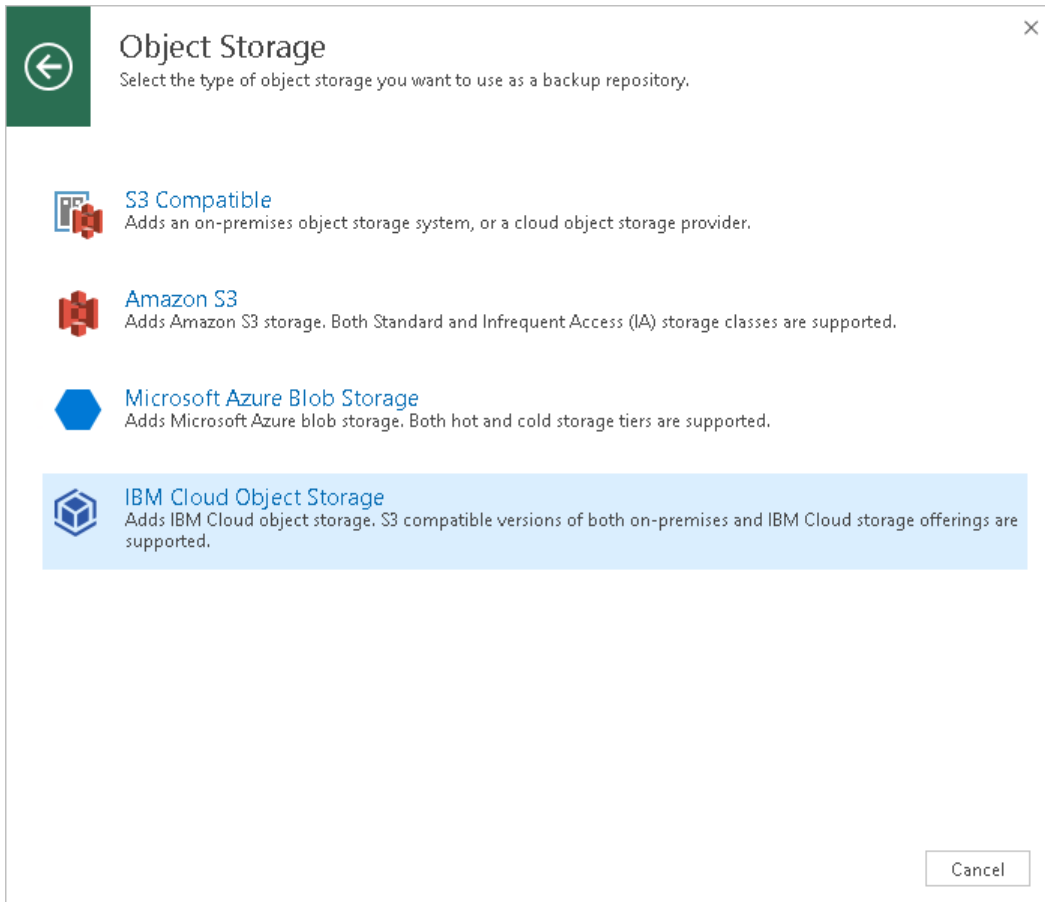 Object Storage
Select the type of object storage you want to use as a backup repository.
S3 Compatible
Adds an on-premises object storage system, or a cloud object storage provider.
Amazon S3
Adds Amazon S3 storage. Both Standard and Infrequent Access (IA) storage classes are supported.
Microsoft Azure Blob Storage
Adds Microsoft Azure blob storage. Both hot and cold storage tiers are supported.
IBM Cloud Object Storage
Adds IBM Cloud object storage. S3 compatible versions of both on-premises and IBM Cloud storage offerings are
supported.
Cancel